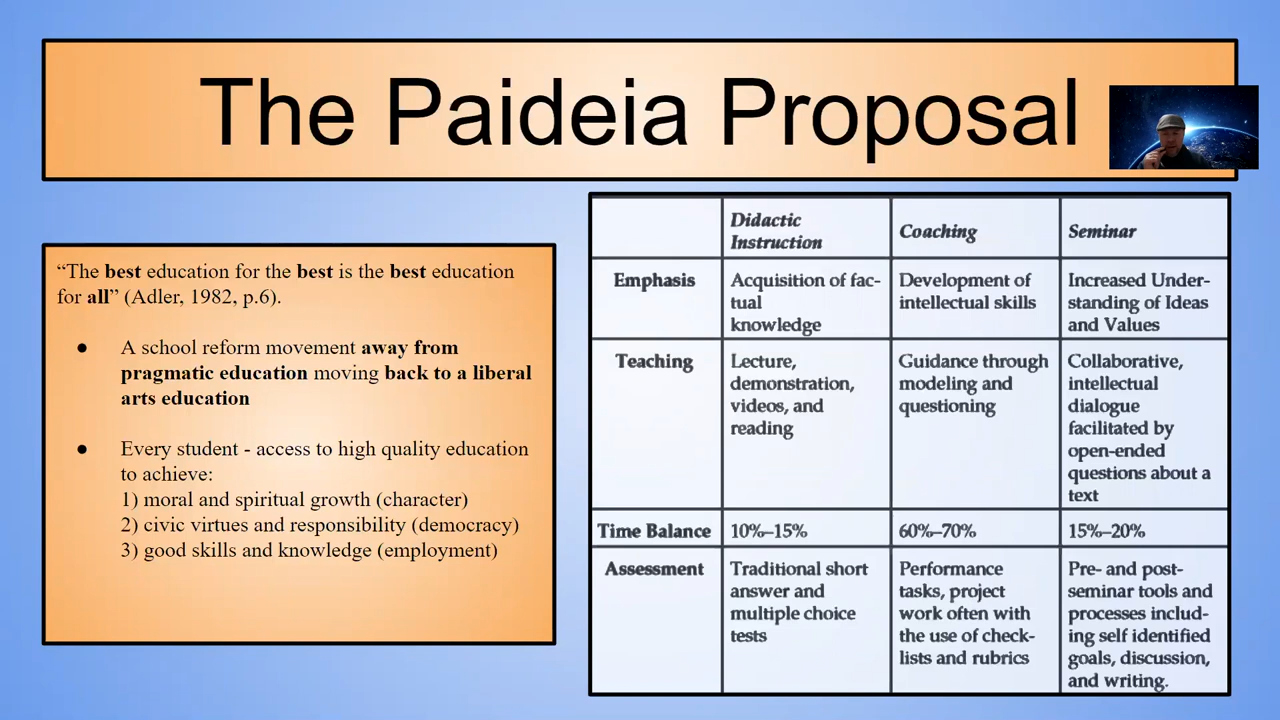 The Paideia Proposal
“The best education for the best is the best education
for all” (Adler, 1982, p.6).
● A school reform movement away from
pragmatic education moving back to a liberal
arts education
● Every student - access to high quality education
to achieve:
1) moral and spiritual growth (character)
2) civic virtues and responsibility (democracy)
3) good skills and knowledge (employment)
Didactic
Instruction
Coaching
Seminar
Emphasis
Acquisition of fac-
tual
knowledge
Development of
intellectual skills
Increased Under-
standing of Ideas
and Values
Teaching
Lecture,
demonstration,
videos, and
reading
Guidance through
modeling and
questioning
Collaborative,
intellectual
dialogue
facilitated by
open-ended
questions about a
text
Time Balance
10%–15%
60%–70%
15%–20%
Assessment
Traditional short
answer and
multiple choice
tests
Performance
tasks, project
work often with
the use of check-
lists and rubrics
Pre- and post-
seminar tools and
processes includ-
ing self identified
goals, discussion,
and writing.